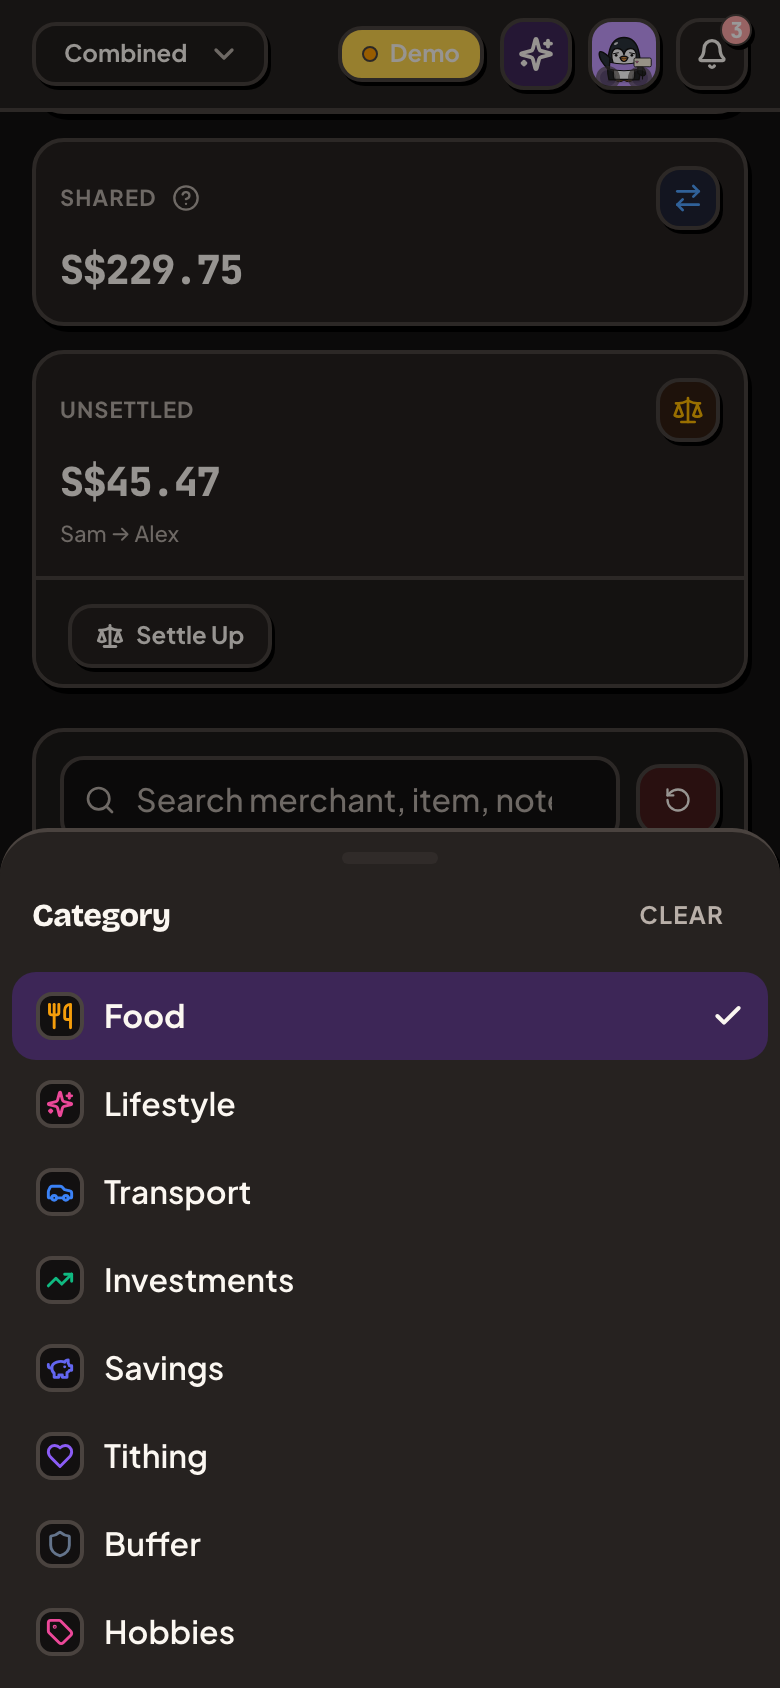 Combined
Demo
3
SHARED
S$229.75
UNSETTLED
S$45.47
Sam → Alex
Settle Up
Search merchant, item, note
Category
CLEAR
Food
Lifestyle
Transport
Investments
Savings
Tithing
Buffer
Hobbies